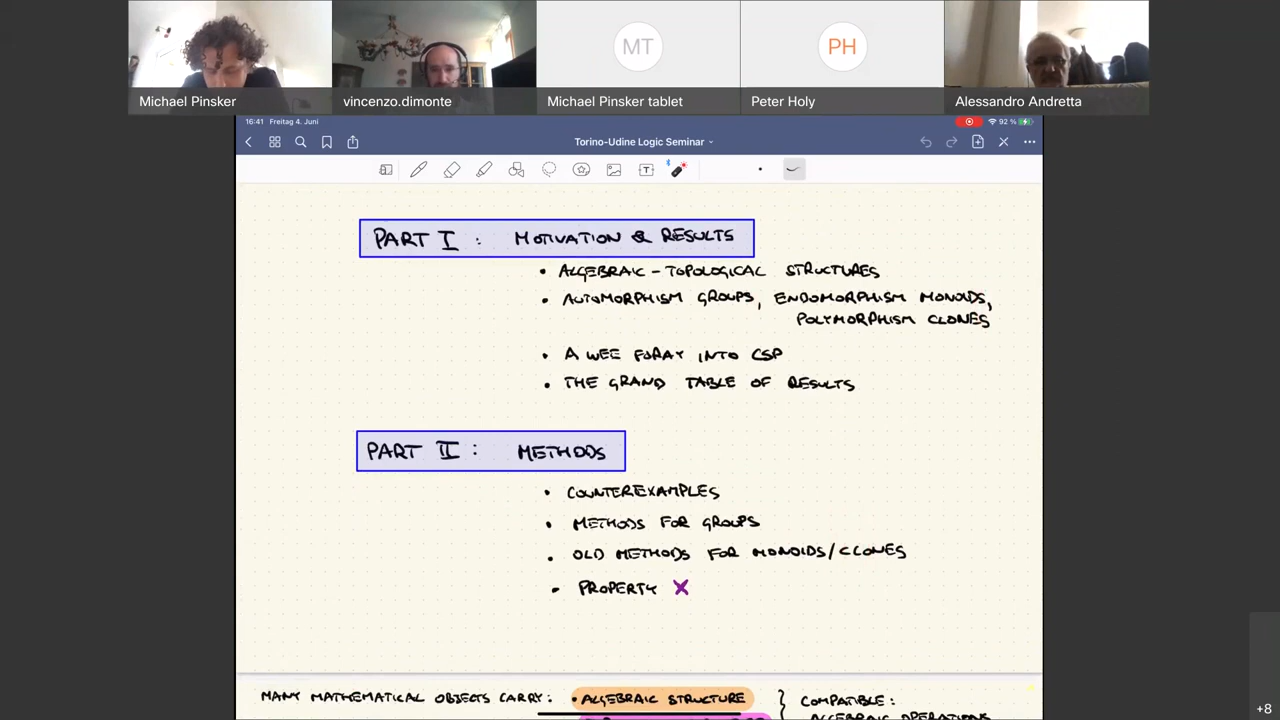 MT
PH
Michael Pinsker
vincenzo.dimonte
Michael Pinsker tablet
Peter Holy
Alessandro Andretta
16:41 Freitag 4. Juni
92 %
Torino-Udine Logic Seminar
PART I : MOTIVATION & RESULTS
• ALGEBRAIC - TOPOLOGICAL STRUCTURES
• AUTOMORPHISM GROUPS, ENDOMORPHISM MONOIDS,
POLYMORPHISM CLONES
• A WEE FORAY INTO CSP
• THE GRAND TABLE OF RESULTS
PART II : METHODS
• COUNTEREXAMPLES
• METHODS FOR GROUPS
• OLD METHODS FOR MONOIDS/CLONES
• PROPERTY X
MANY MATHEMATICAL OBJECTS CARRY: • ALGEBRAIC STRUCTURE } COMPATIBLE:
ALGEBRAIC OPERATIONS
+8